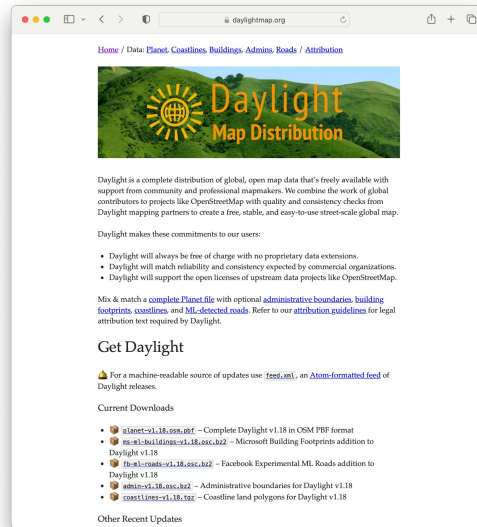 daylightmap.org
Home / Data: Planet, Coastlines, Buildings, Admins, Roads / Attribution
Daylight
Map Distribution
Daylight is a complete distribution of global, open map data that's freely available with
support from community and professional mapmakers. We combine the work of global
contributors to projects like OpenStreetMap with quality and consistency checks from
Daylight mapping partners to create a free, stable, and easy-to-use street-scale global map.
Daylight makes these commitments to our users:
• Daylight will always be free of charge with no proprietary data extensions.
• Daylight will match reliability and consistency expected by commercial organizations.
• Daylight will support the open licenses of upstream data projects like OpenStreetMap.
Mix & match a complete Planet file with optional administrative boundaries, building
footprints, coastlines, and ML-detected roads. Refer to our attribution guidelines for legal
attribution text required by Daylight.
Get Daylight
🛎️ For a machine-readable source of updates use feed.xml, an Atom-formatted feed of
Daylight releases.
Current Downloads
• 📦 planet-v1.18.osm.pbf – Complete Daylight v1.18 in OSM PBF format
• 📦 ms-ml-buildings-v1.18.osc.bz2 – Microsoft Building Footprints addition to
Daylight v1.18
• 📦 fb-ml-roads-v1.18.osc.bz2 – Facebook Experimental ML Roads addition to
Daylight v1.18
• 📦 admin-v1.18.osc.bz2 – Administrative boundaries for Daylight v1.18
• 📦 coastlines-v1.18.tgz – Coastline land polygons for Daylight v1.18
Other Recent Updates